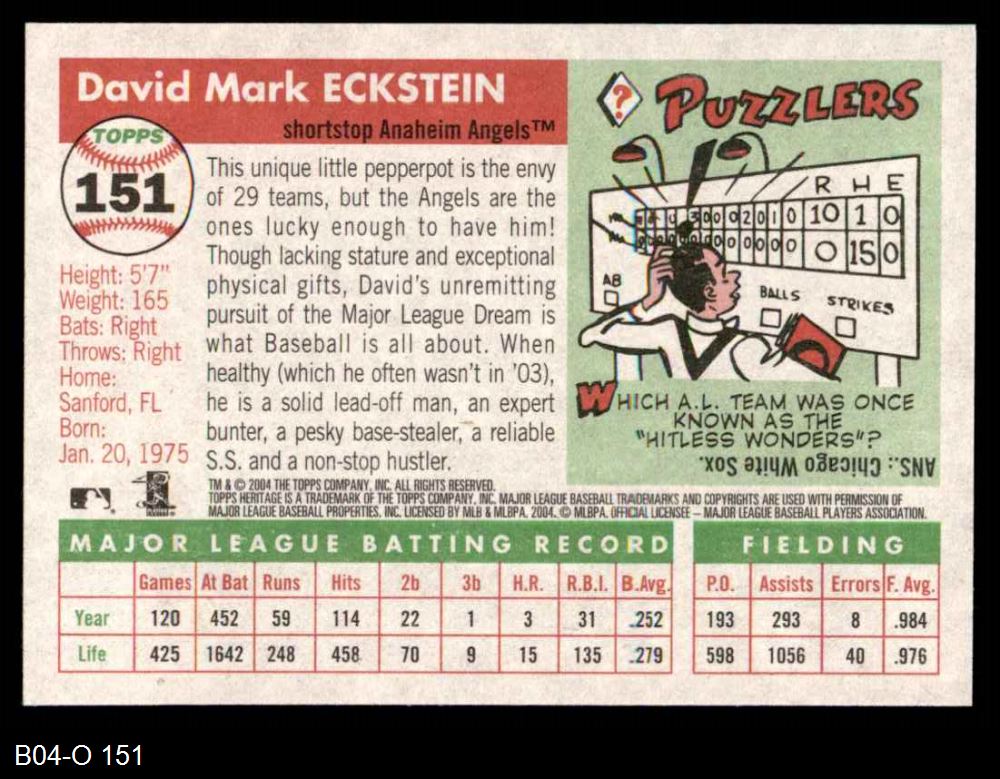 David Mark ECKSTEIN
shortstop Anaheim Angels™
TOPPS
151
Height: 5'7"
Weight: 165
Bats: Right
Throws: Right
Home:
Sanford, FL
Born:
Jan. 20, 1975
This unique little pepperpot is the envy
of 29 teams, but the Angels are the
ones lucky enough to have him!
Though lacking stature and exceptional
physical gifts, David's unremitting
pursuit of the Major League Dream is
what Baseball is all about. When
healthy (which he often wasn't in '03),
he is a solid lead-off man, an expert
bunter, a pesky base-stealer, a reliable
S.S. and a non-stop hustler.
? PUZZLERS
R H E
10 1 0
0 15 0
AB
BALLS STRIKES
WHICH A.L. TEAM WAS ONCE
KNOWN AS THE
"HITLESS WONDERS"?
ANS.: Chicago White Sox.
TM & © 2004 THE TOPPS COMPANY, INC. ALL RIGHTS RESERVED.
TOPPS HERITAGE IS A TRADEMARK OF THE TOPPS COMPANY, INC. MAJOR LEAGUE BASEBALL TRADEMARKS AND COPYRIGHTS ARE USED WITH PERMISSION OF
MAJOR LEAGUE BASEBALL PROPERTIES, INC. LICENSED BY MLB & MLBPA. 2004. © MLBPA. OFFICIAL LICENSEE – MAJOR LEAGUE BASEBALL PLAYERS ASSOCIATION.
MAJOR LEAGUE BATTING RECORD
Games At Bat Runs Hits 2b 3b H.R. R.B.I. B.Avg.
Year 120 452 59 114 22 1 3 31 .252
Life 425 1642 248 458 70 9 15 135 .279
FIELDING
P.O. Assists Errors F. Avg.
193 293 8 .984
598 1056 40 .976
B04-O 151